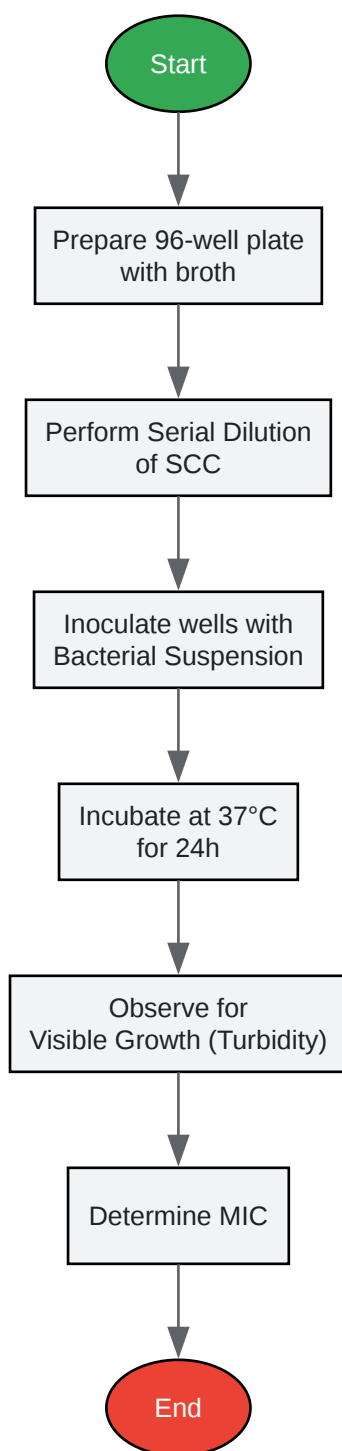 Start
Prepare 96-well plate
with broth
Perform Serial Dilution
of SCC
Inoculate wells with
Bacterial Suspension
Incubate at 37°C
for 24h
Observe for
Visible Growth (Turbidity)
Determine MIC
End